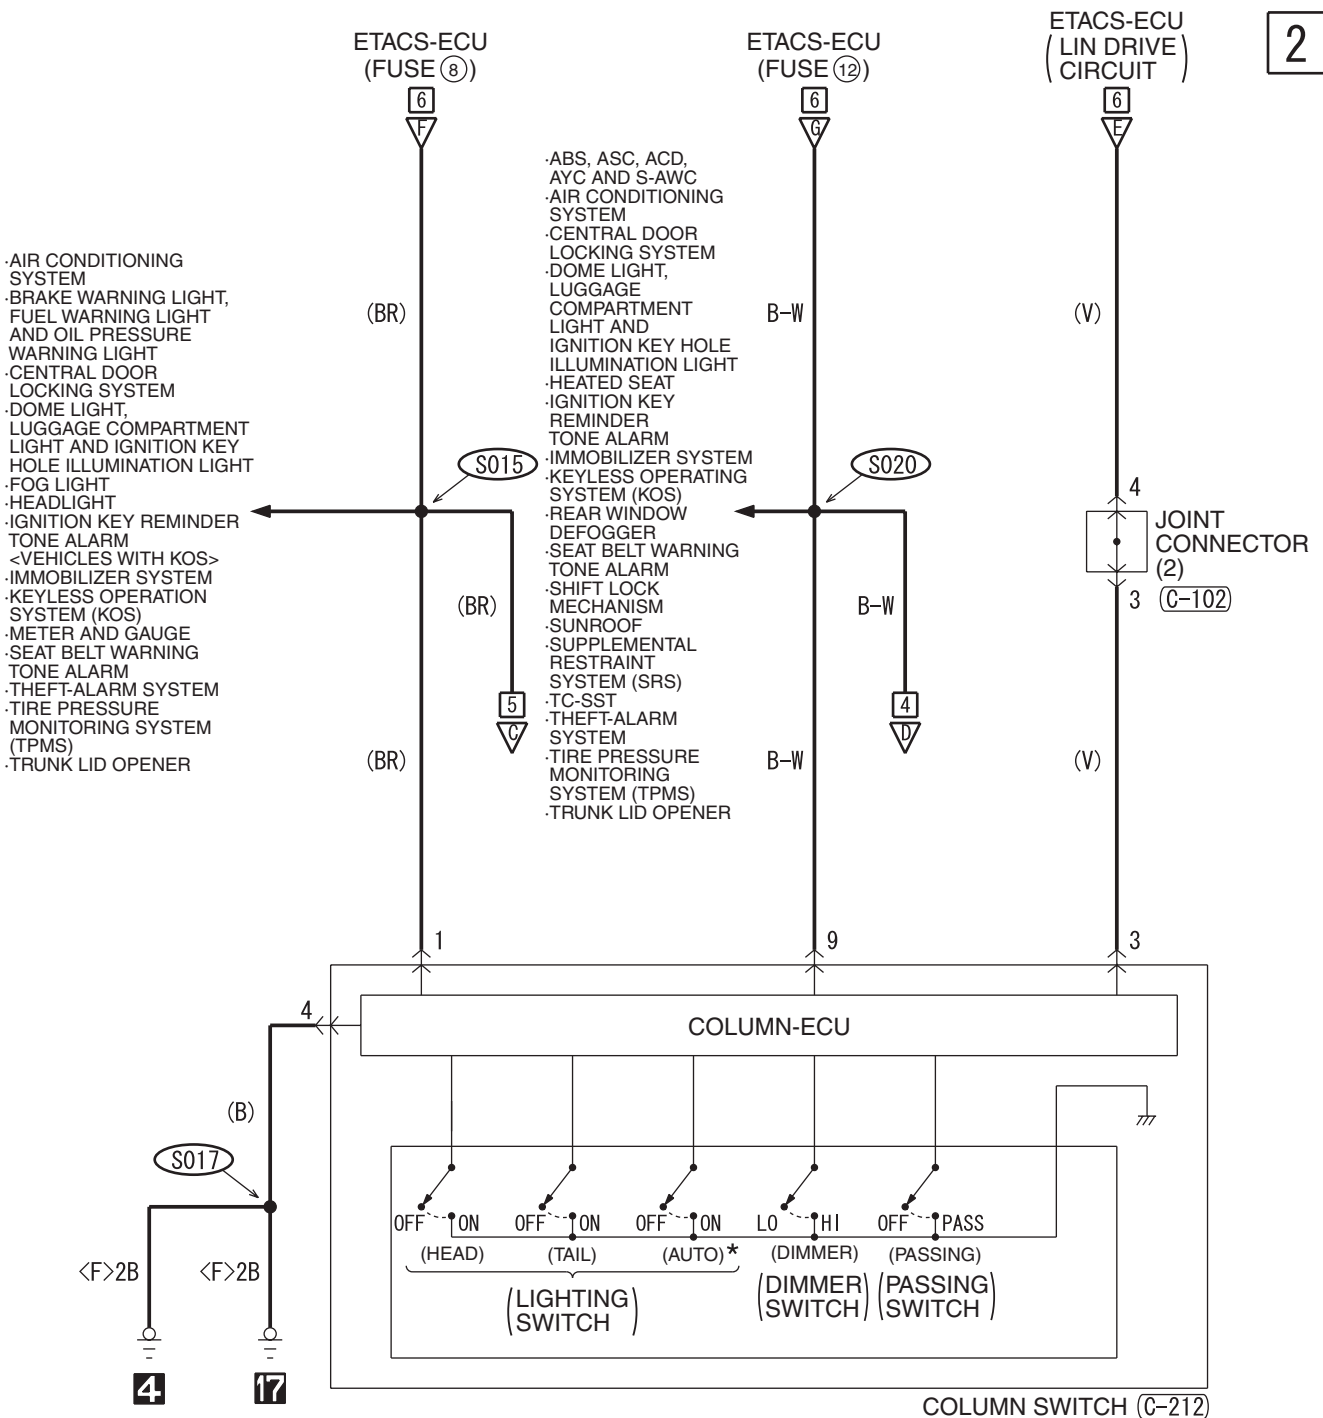 2
ETACS-ECU
(FUSE ⑧)
6
F
ETACS-ECU
(FUSE ⑫)
6
G
ETACS-ECU
(LIN DRIVE
CIRCUIT)
6
E
·AIR CONDITIONING
SYSTEM
·BRAKE WARNING LIGHT,
FUEL WARNING LIGHT
AND OIL PRESSURE
WARNING LIGHT
·CENTRAL DOOR
LOCKING SYSTEM
·DOME LIGHT,
LUGGAGE COMPARTMENT
LIGHT AND IGNITION KEY
HOLE ILLUMINATION LIGHT
·FOG LIGHT
·HEADLIGHT
·IGNITION KEY REMINDER
TONE ALARM
<VEHICLES WITH KOS>
·IMMOBILIZER SYSTEM
·KEYLESS OPERATION
SYSTEM (KOS)
·METER AND GAUGE
·SEAT BELT WARNING
TONE ALARM
·THEFT-ALARM SYSTEM
·TIRE PRESSURE
MONITORING SYSTEM
(TPMS)
·TRUNK LID OPENER
(BR)
S015
(BR)
5
C
(BR)
·ABS, ASC, ACD,
AYC AND S-AWC
·AIR CONDITIONING
SYSTEM
·CENTRAL DOOR
LOCKING SYSTEM
·DOME LIGHT,
LUGGAGE
COMPARTMENT
LIGHT AND
IGNITION KEY HOLE
ILLUMINATION LIGHT
·HEATED SEAT
·IGNITION KEY
REMINDER
TONE ALARM
·IMMOBILIZER SYSTEM
·KEYLESS OPERATING
SYSTEM (KOS)
·REAR WINDOW
DEFOGGER
·SEAT BELT WARNING
TONE ALARM
·SHIFT LOCK
MECHANISM
·SUNROOF
·SUPPLEMENTAL
RESTRAINT
SYSTEM (SRS)
·TC-SST
·THEFT-ALARM
SYSTEM
·TIRE PRESSURE
MONITORING
SYSTEM (TPMS)
·TRUNK LID OPENER
B-W
S020
B-W
4
D
B-W
(V)
4
JOINT
CONNECTOR
(2)
3 (C-102)
(V)
1
9
3
4
COLUMN-ECU
(B)
S017
<F>2B
<F>2B
4
17
OFF ON
OFF ON
OFF ON
LO HI
OFF PASS
(HEAD)
(TAIL)
(AUTO)*
(DIMMER)
(PASSING)
(LIGHTING
SWITCH)
(DIMMER
SWITCH)
(PASSING
SWITCH)
COLUMN SWITCH (C-212)